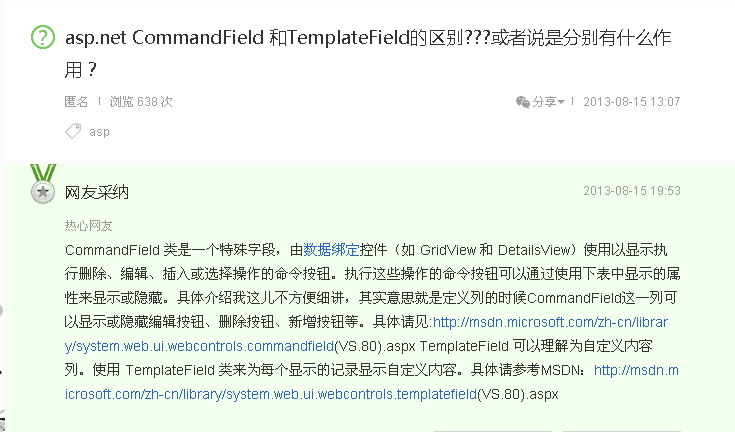 asp.net CommandField 和TemplateField的区别???或者说是分别有什么作
用？
匿名 | 浏览 638 次
分享 | 2013-08-15 13:07
asp
网友采纳
2013-08-15 19:53
热心网友
CommandField 类是一个特殊字段，由数据绑定控件（如 GridView 和 DetailsView）使用以显示执
行删除、编辑、插入或选择操作的命令按钮。执行这些操作的命令按钮可以通过使用下表中显示的属
性来显示或隐藏。具体介绍我这儿不方便细讲，其实意思就是定义列的时候CommandField这一列可
以显示或隐藏编辑按钮、删除按钮、新增按钮等。具体请见:http://msdn.microsoft.com/zh-cn/librar
y/system.web.ui.webcontrols.commandfield(VS.80).aspx TemplateField 可以理解为自定义内容
列。使用 TemplateField 类来为每个显示的记录显示自定义内容。具体请参考MSDN：http://msdn.m
icrosoft.com/zh-cn/library/system.web.ui.webcontrols.templatefield(VS.80).aspx